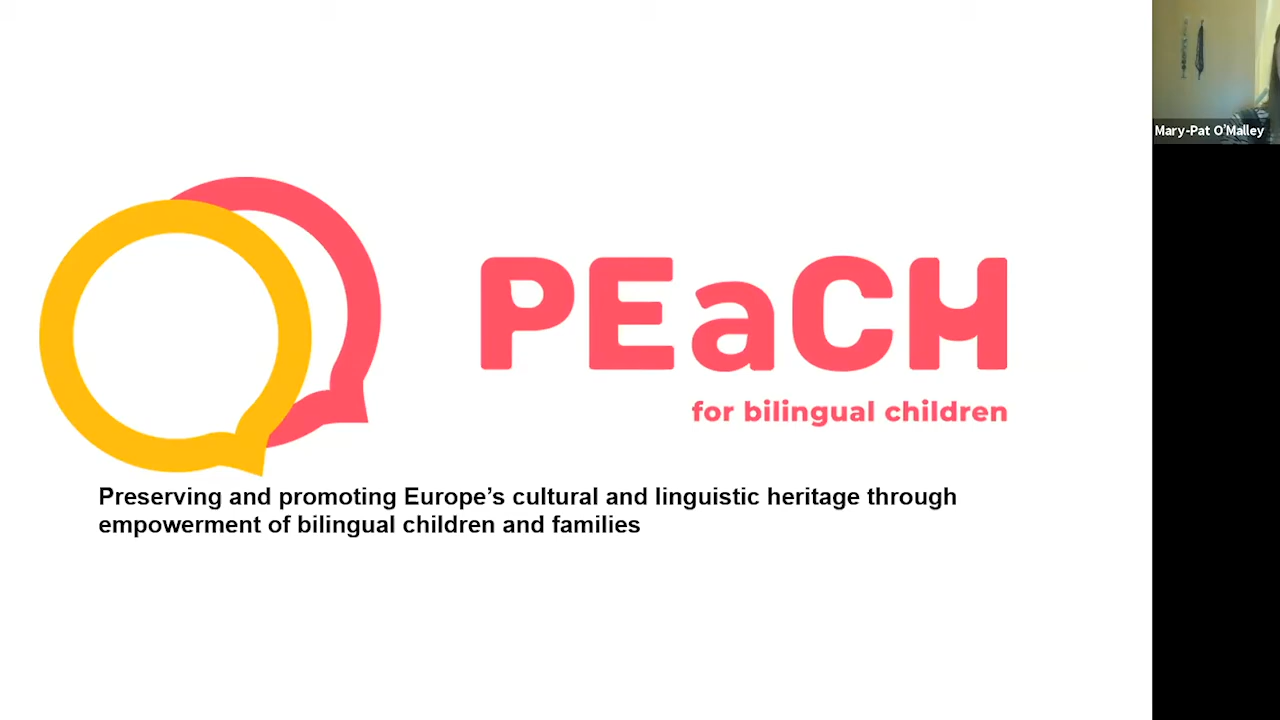 PEaCH
for bilingual children
Preserving and promoting Europe’s cultural and linguistic heritage through
empowerment of bilingual children and families
Mary-Pat O'Malley